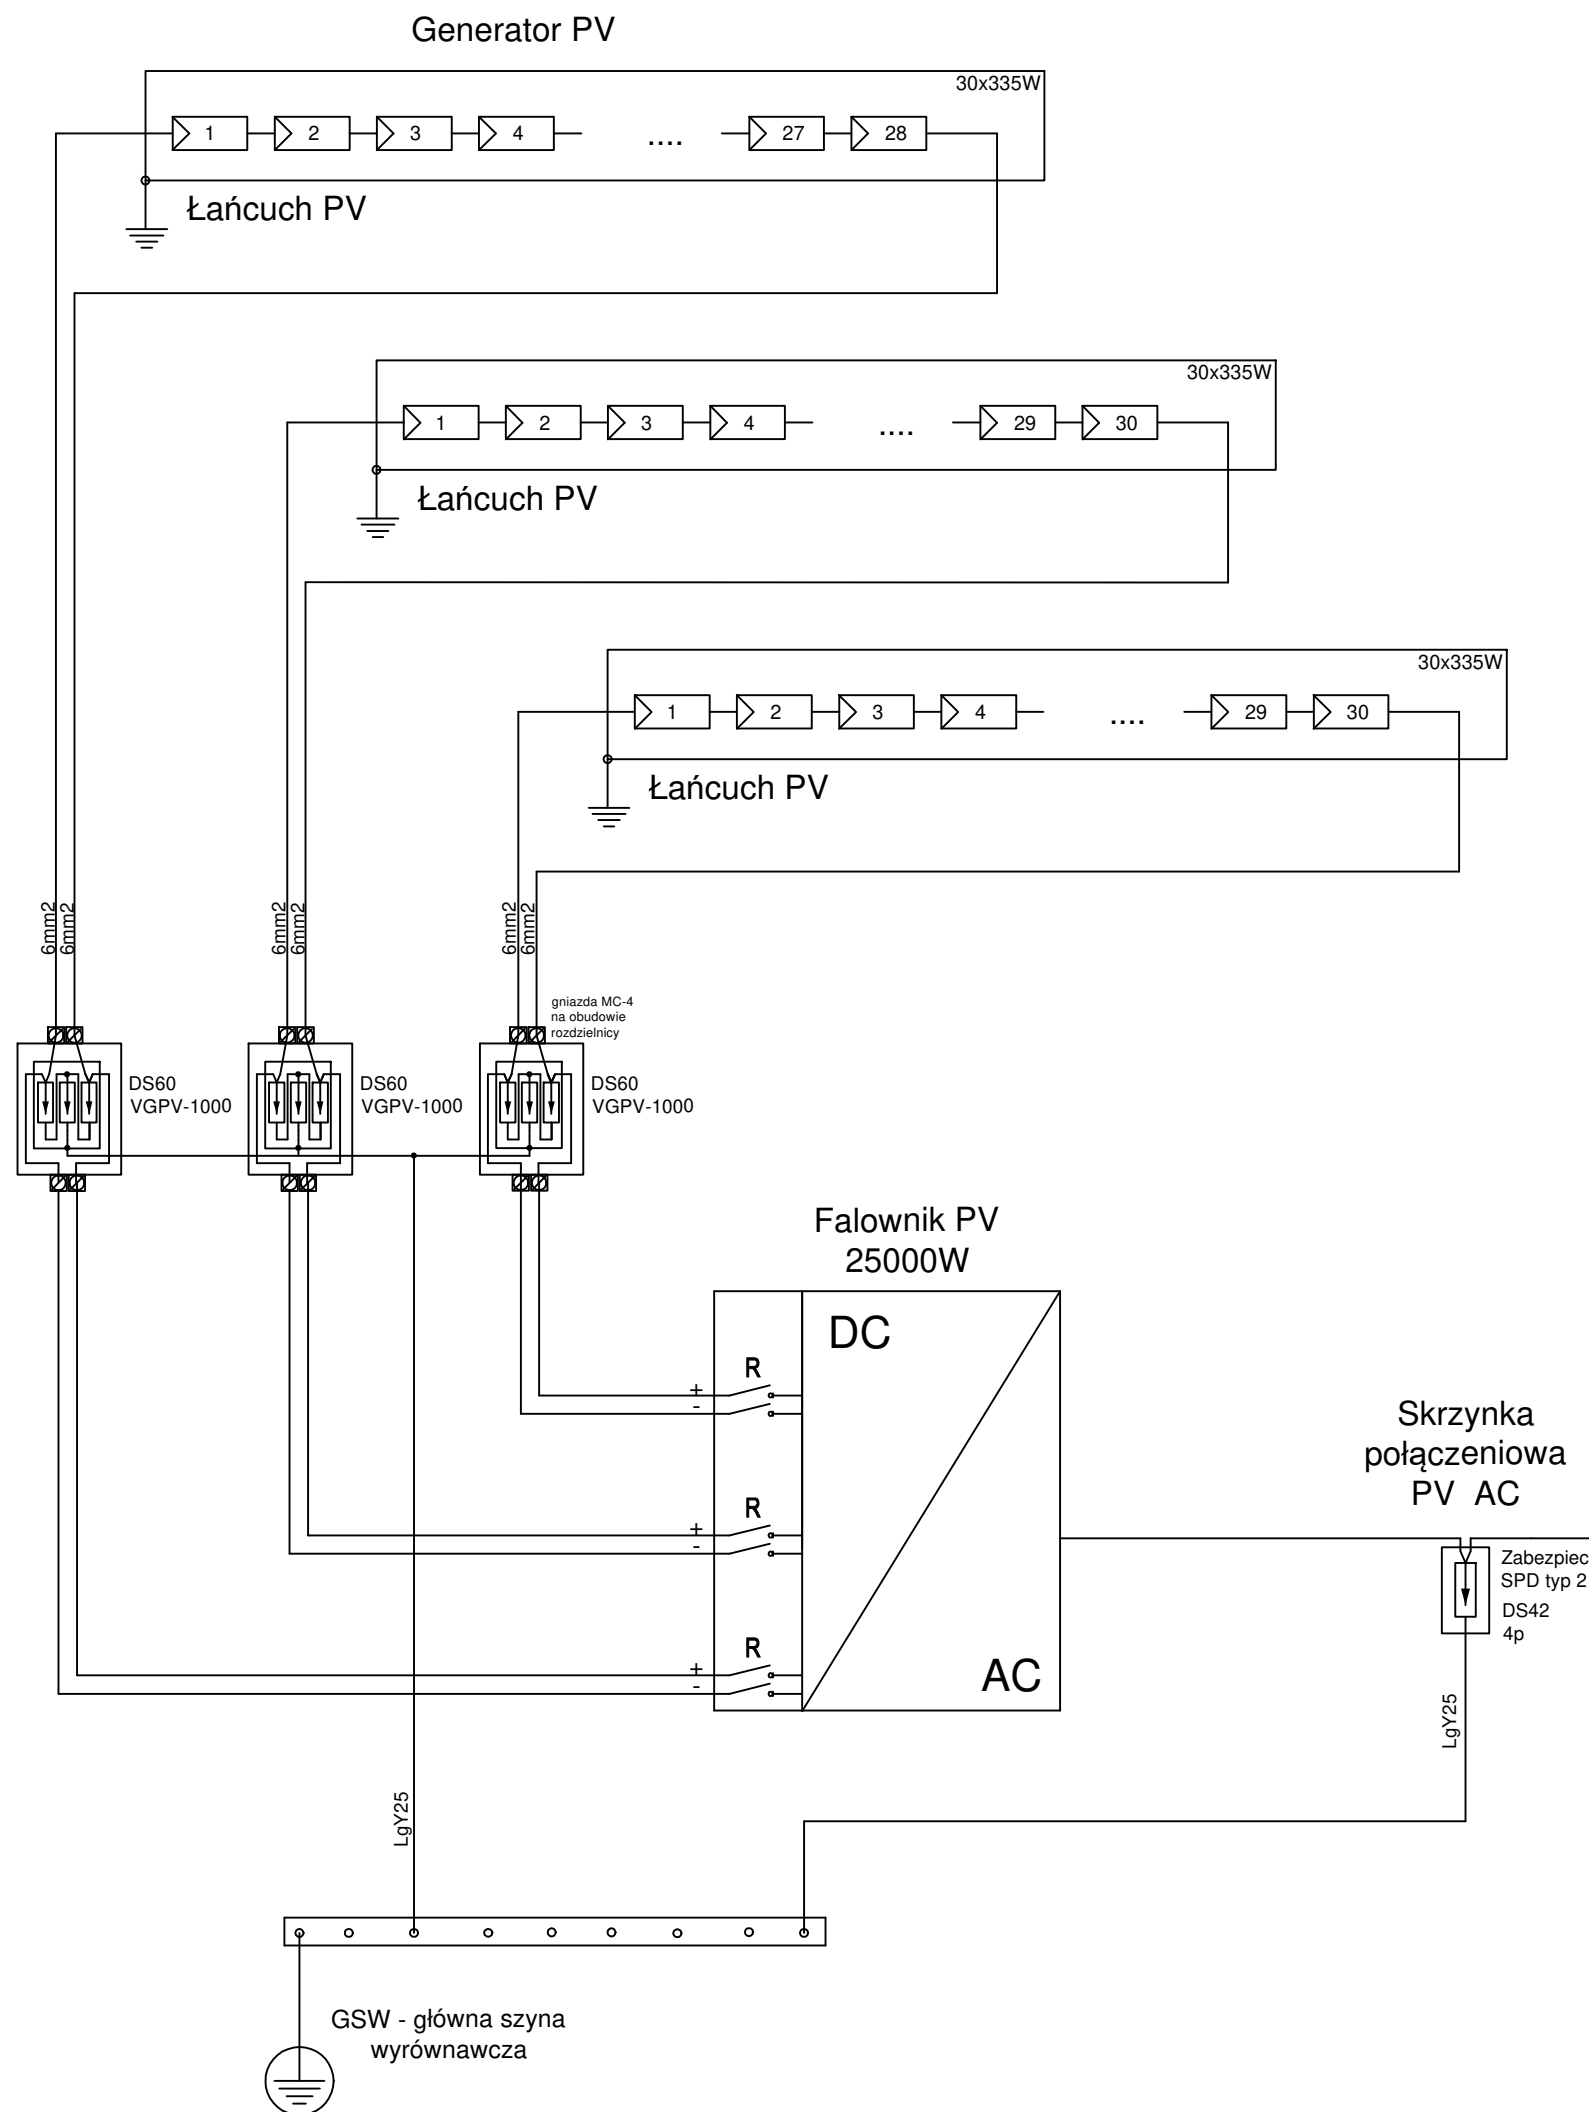 Generator PV
30x335W
1 2 3 4 .... 27 28
Łańcuch PV
30x335W
1 2 3 4 .... 29 30
Łańcuch PV
30x335W
1 2 3 4 .... 29 30
Łańcuch PV
6mm2 6mm2 6mm2 6mm2 6mm2 6mm2
gniazda MC-4
na obudowie
rozdzielnicy
DS60 DS60 DS60
VGPV-1000 VGPV-1000 VGPV-1000
Falownik PV
25000W
DC
R
+
-
Skrzynka
połączeniowa
PV AC
R
+
-
Zabezpiec
SPD typ 2
DS42
4p
R
+
-
AC
LgY25
LgY25
GSW - główna szyna
wyrównawcza